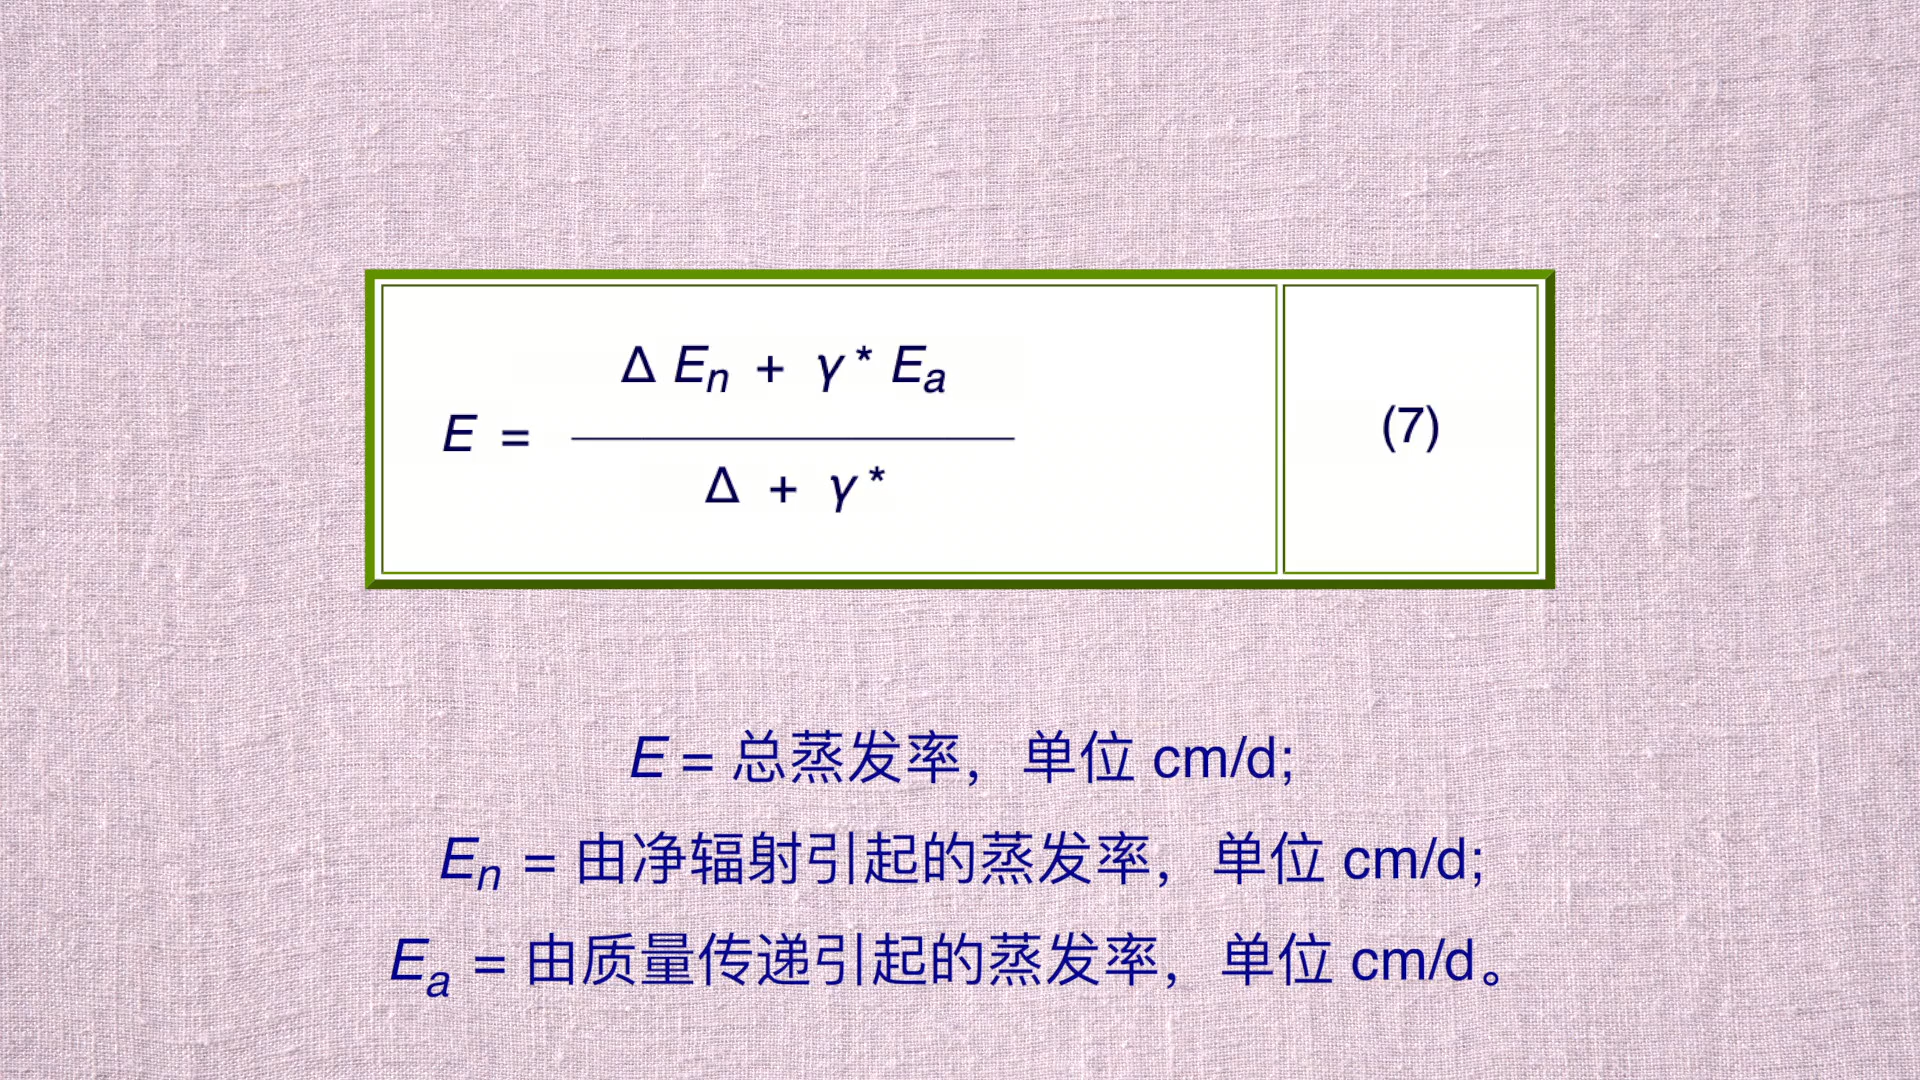 E = (Δ Eₙ + γ* Eₐ) / (Δ + γ*) (7)
E = 总蒸发率，单位 cm/d;
Eₙ = 由净辐射引起的蒸发率，单位 cm/d;
Eₐ = 由质量传递引起的蒸发率，单位 cm/d。